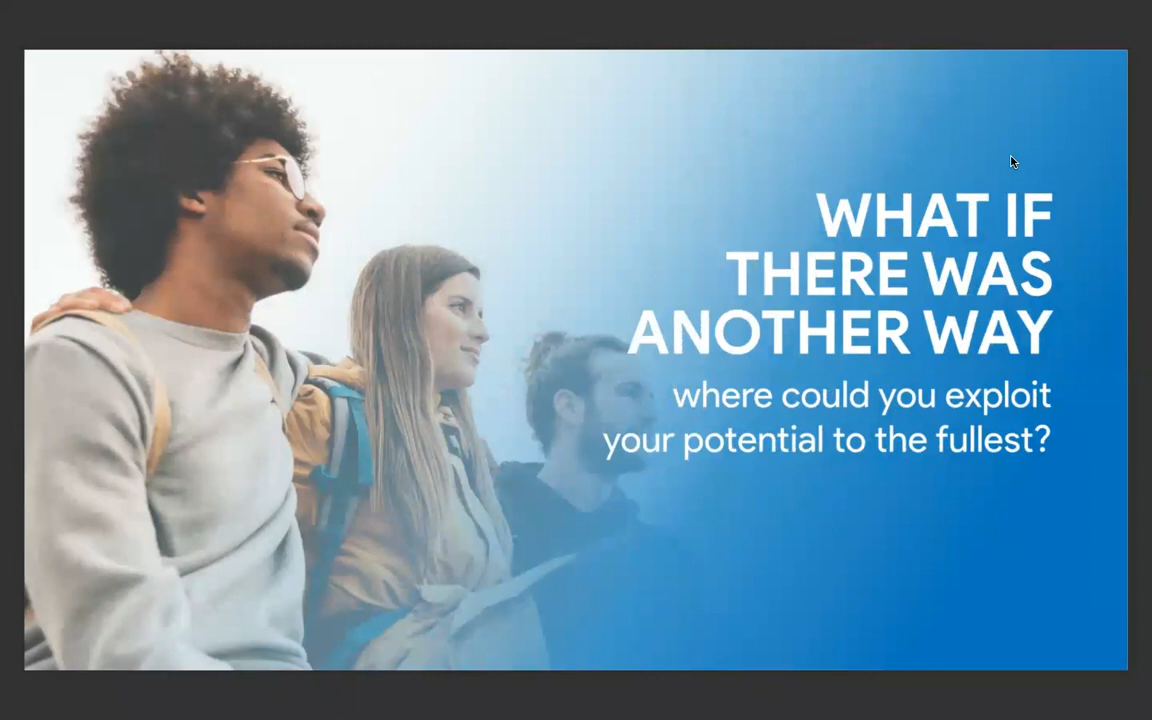 WHAT IF
THERE WAS
ANOTHER WAY
where could you exploit
your potential to the fullest?